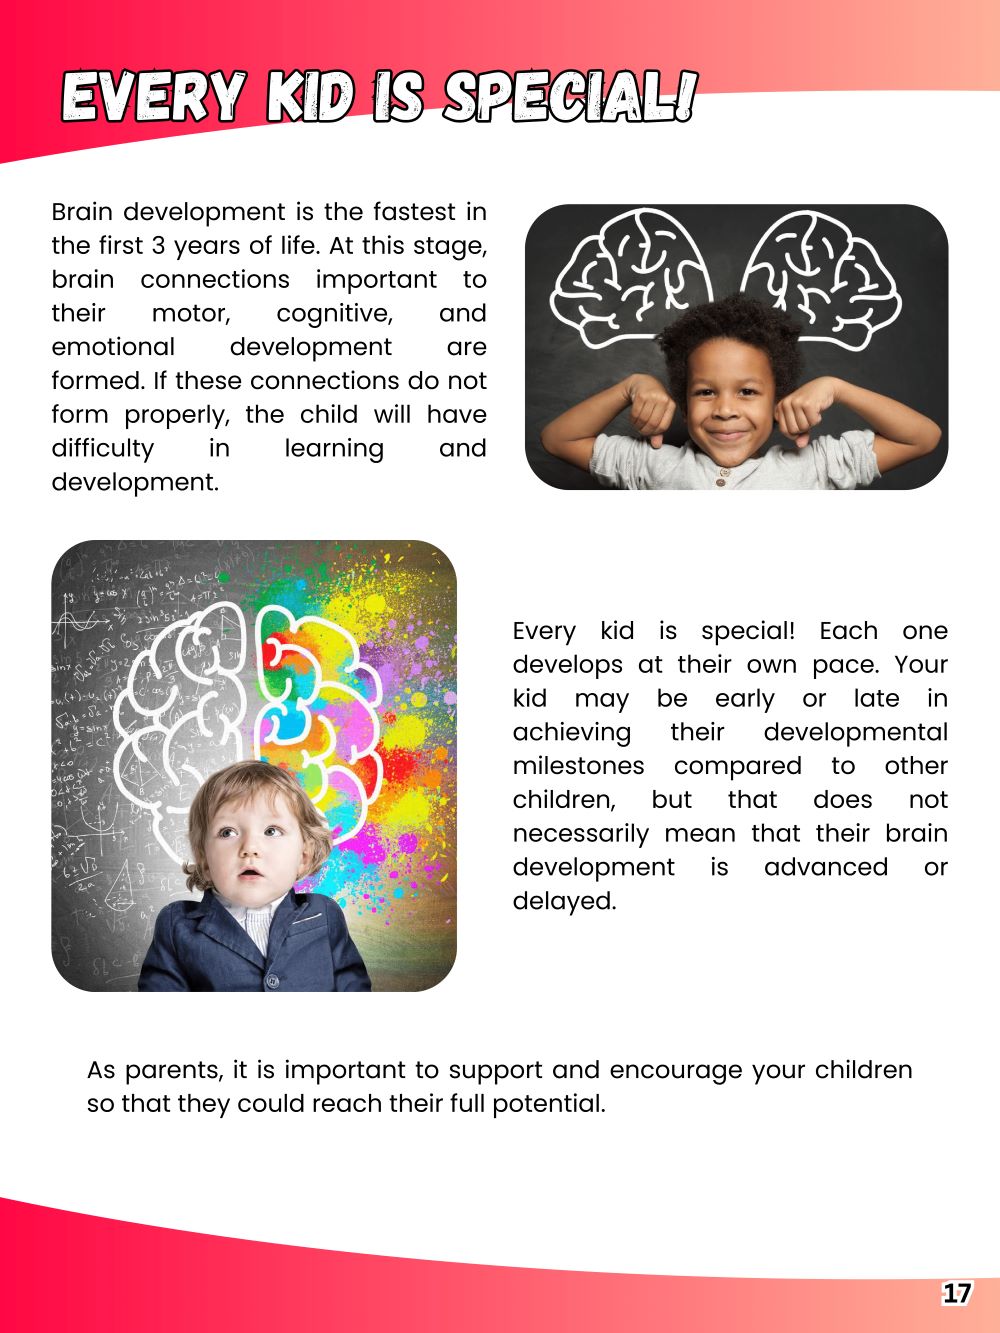 EVERY KID IS SPECIAL!
Brain development is the fastest in
the first 3 years of life. At this stage,
brain connections important to
their motor, cognitive, and
emotional development are
formed. If these connections do not
form properly, the child will have
difficulty in learning and
development.
Every kid is special! Each one
develops at their own pace. Your
kid may be early or late in
achieving their developmental
milestones compared to other
children, but that does not
necessarily mean that their brain
development is advanced or
delayed.
As parents, it is important to support and encourage your children
so that they could reach their full potential.
17